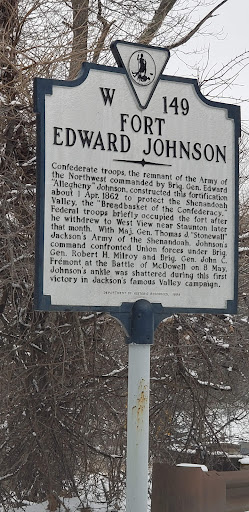 W 149
FORT
EDWARD JOHNSON
Confederate troops, the remnant of the Army of
the Northwest commanded by Brig. Gen. Edward
"Allegheny" Johnson, constructed this fortification
about 1 Apr. 1862 to protect the Shenandoah
Valley, the "Breadbasket of the Confederacy."
Federal troops briefly occupied the fort after
he withdrew to West View near Staunton later
that month. With Maj. Gen. Thomas J. "Stonewall"
Jackson's Army of the Shenandoah, Johnson's
command confronted Union forces under Brig.
Gen. Robert H. Milroy and Brig. Gen. John C.
Frémont at the Battle of McDowell on 8 May.
Johnson's ankle was shattered during this first
victory in Jackson's famous Valley campaign.
DEPARTMENT OF HISTORIC RESOURCES,